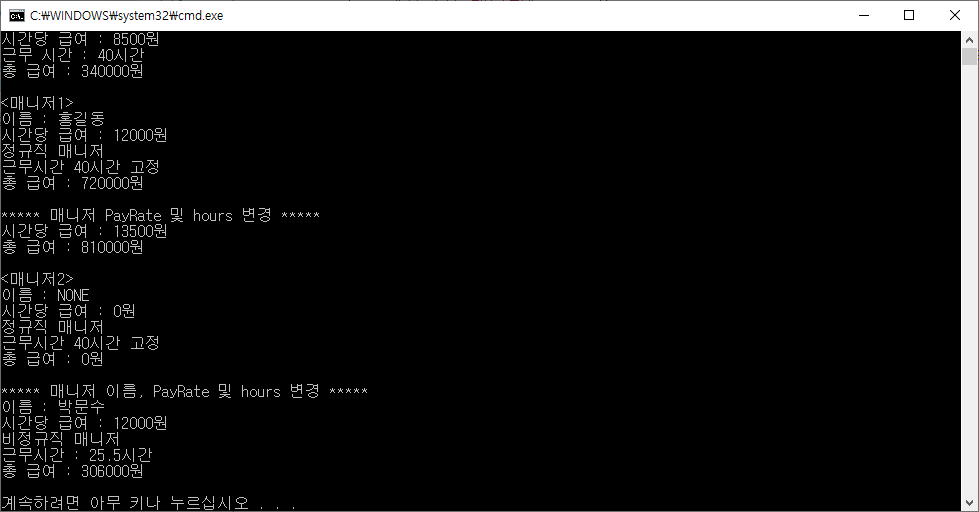 C:₩WINDOWS₩system32₩cmd.exe
시간당 급여 : 8500원
근무 시간 : 40시간
총 급여 : 340000원
<매니저1>
이름 : 홍길동
시간당 급여 : 12000원
정규직 매니저
근무시간 40시간 고정
총 급여 : 720000원
***** 매니저 PayRate 및 hours 변경 *****
시간당 급여 : 13500원
총 급여 : 810000원
<매니저2>
이름 : NONE
시간당 급여 : 0원
정규직 매니저
근무시간 40시간 고정
총 급여 : 0원
***** 매니저 이름, PayRate 및 hours 변경 *****
이름 : 박문수
시간당 급여 : 12000원
비정규직 매니저
근무시간 : 25.5시간
총 급여 : 306000원
계속하려면 아무 키나 누르십시오 . . .